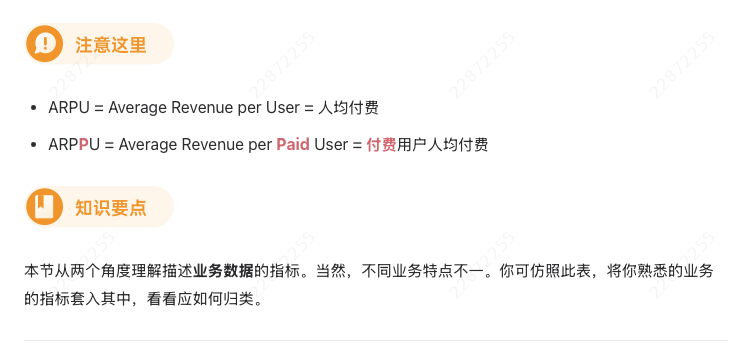 注意这里
ARPU = Average Revenue per User = 人均付费
ARPPU = Average Revenue per Paid User = 付费用户人均付费
知识要点
本节从两个角度理解描述业务数据的指标。当然，不同业务特点不一。你可仿照此表，将你熟悉的业务
的指标套入其中，看看应如何归类。
22872255
22872255
22872255
22872255
22872255
22872255
22872255
22872255